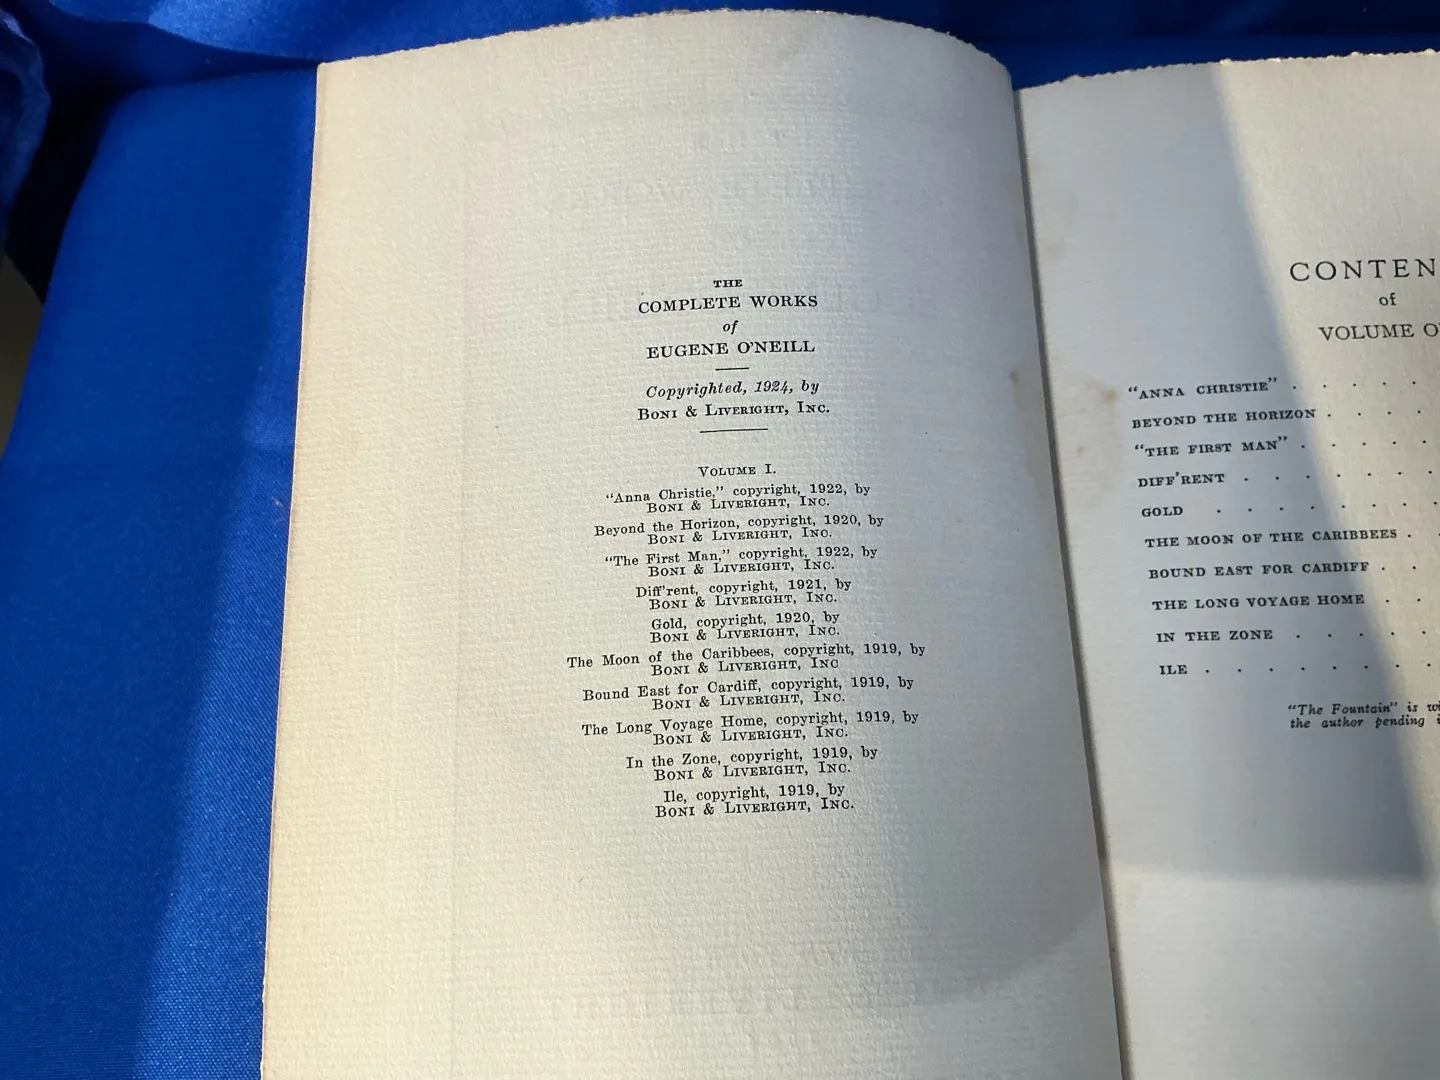 THE
COMPLETE WORKS
of
EUGENE O'NEILL
Copyrighted, 1924, by
BONI & LIVERIGHT, INC.
VOLUME I.
"Anna Christie," copyright, 1922, by
BONI & LIVERIGHT, INC.
Beyond the Horizon, copyright, 1920, by
BONI & LIVERIGHT, INC.
"The First Man," copyright, 1922, by
BONI & LIVERIGHT, INC.
Diff'rent, copyright, 1921, by
BONI & LIVERIGHT, INC.
Gold, copyright, 1920, by
BONI & LIVERIGHT, INC.
The Moon of the Caribbees, copyright, 1919, by
BONI & LIVERIGHT, INC
Bound East for Cardiff, copyright, 1919, by
BONI & LIVERIGHT, INC.
The Long Voyage Home, copyright, 1919, by
BONI & LIVERIGHT, INC.
In the Zone, copyright, 1919, by
BONI & LIVERIGHT, INC.
Ile, copyright, 1919, by
BONI & LIVERIGHT, INC.
CONTEN
of
VOLUME O
"ANNA CHRISTIE" . . . . .
BEYOND THE HORIZON . . . .
"THE FIRST MAN" . . . . .
DIFF'RENT . . . . . . .
GOLD . . . . . . . .
THE MOON OF THE CARIBBEES . .
BOUND EAST FOR CARDIFF . .
THE LONG VOYAGE HOME . .
IN THE ZONE . . . . .
ILE . . . . . . . .
"The Fountain" is wi
the author pending i